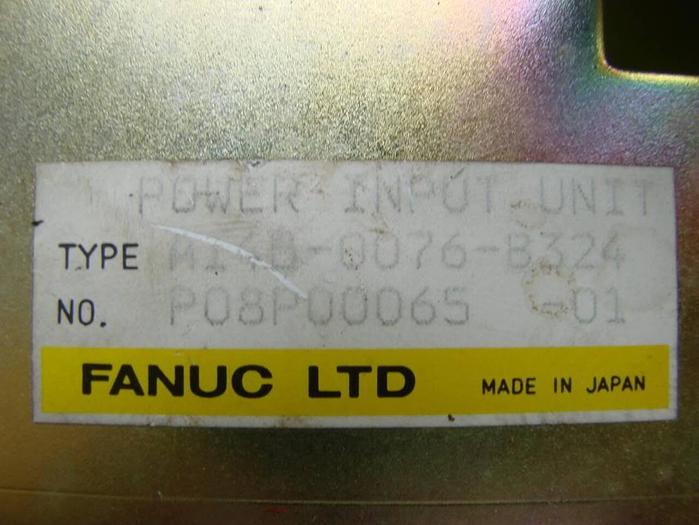 POWER INPUT UNIT
TYPE A14B-0076-B324
NO. P08P00065 -01
FANUC LTD MADE IN JAPAN